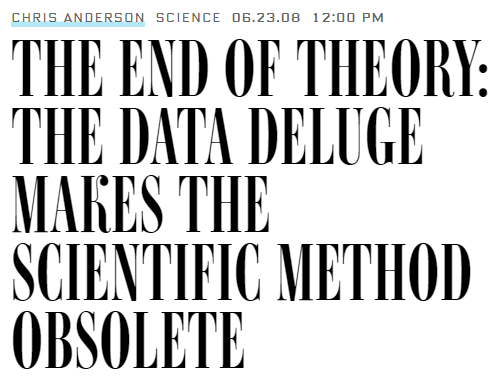 CHRIS ANDERSON SCIENCE 06.23.08 12:00 PM
THE END OF THEORY:
THE DATA DELUGE
MAKES THE
SCIENTIFIC METHOD
OBSOLETE